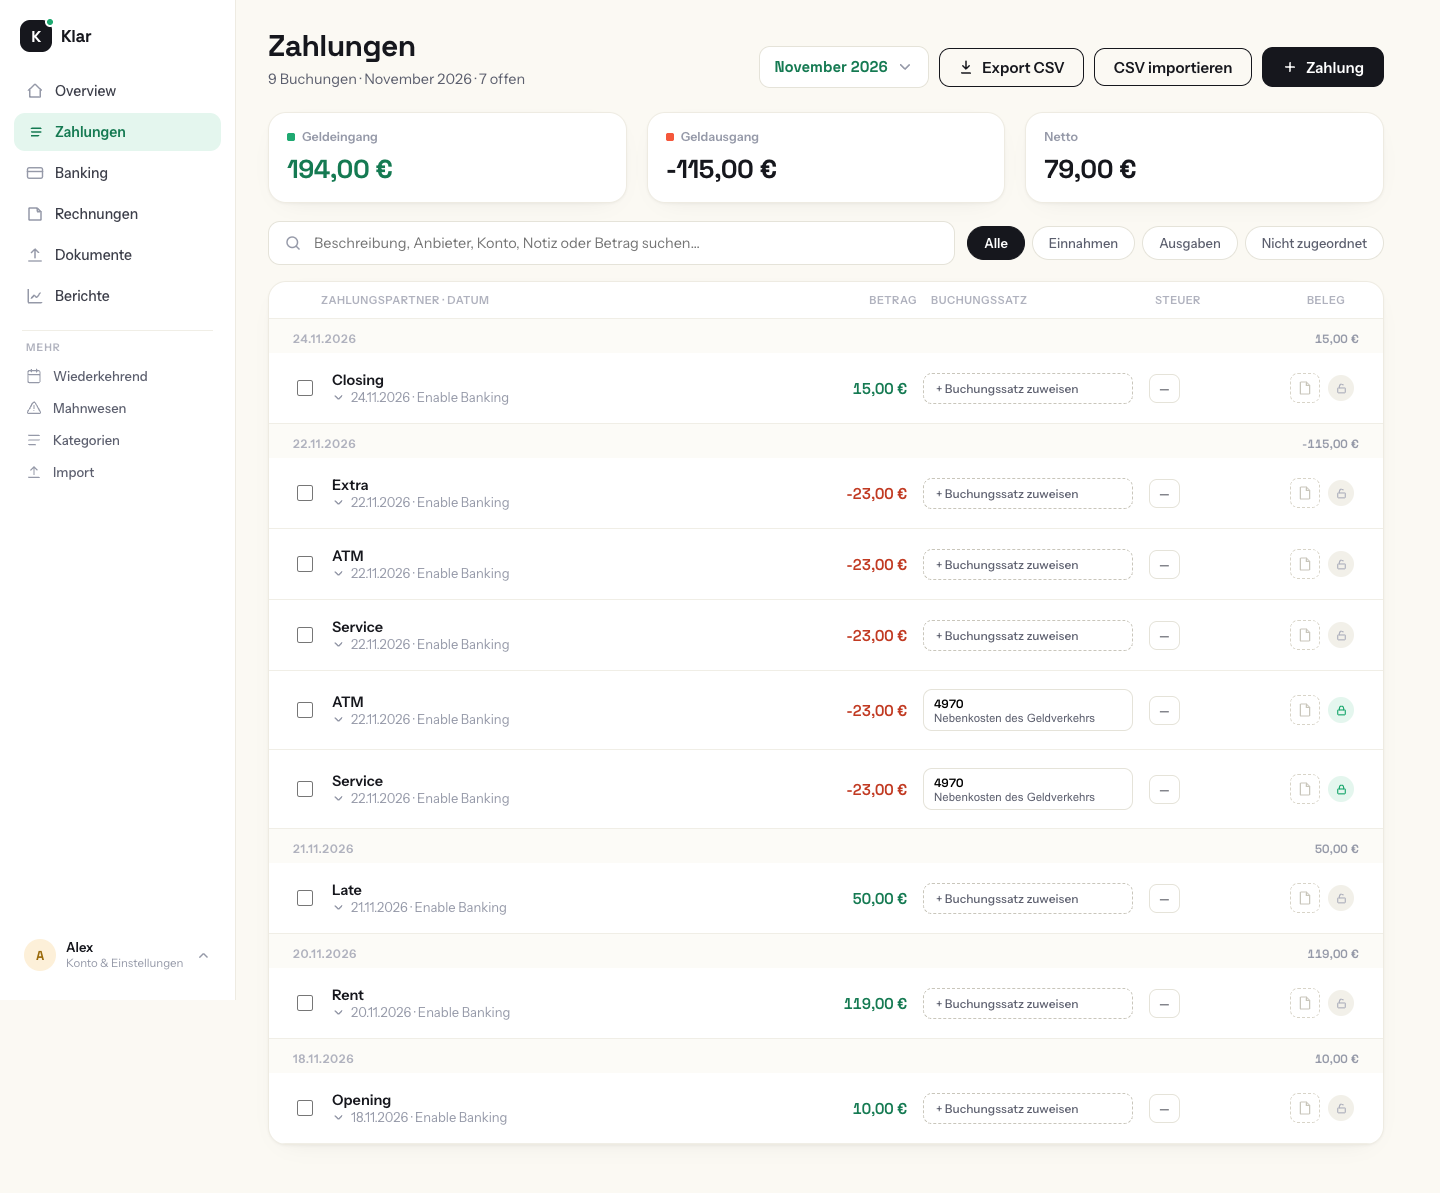 K Klar
Overview
Zahlungen
Banking
Rechnungen
Dokumente
Berichte
MEHR
Wiederkehrend
Mahnwesen
Kategorien
Import
A Alex
Konto & Einstellungen
Zahlungen
9 Buchungen · November 2026 · 7 offen
November 2026
Export CSV
CSV importieren
+ Zahlung
Geldeingang
194,00 €
Geldausgang
-115,00 €
Netto
79,00 €
Beschreibung, Anbieter, Konto, Notiz oder Betrag suchen...
Alle
Einnahmen
Ausgaben
Nicht zugeordnet
ZAHLUNGSPARTNER · DATUM BETRAG BUCHUNGSSATZ STEUER BELEG
24.11.2026 15,00 €
Closing
24.11.2026 · Enable Banking
15,00 € + Buchungssatz zuweisen –
22.11.2026 -115,00 €
Extra
22.11.2026 · Enable Banking
-23,00 € + Buchungssatz zuweisen –
ATM
22.11.2026 · Enable Banking
-23,00 € + Buchungssatz zuweisen –
Service
22.11.2026 · Enable Banking
-23,00 € + Buchungssatz zuweisen –
ATM
22.11.2026 · Enable Banking
-23,00 €
4970
Nebenkosten des Geldverkehrs
–
Service
22.11.2026 · Enable Banking
-23,00 €
4970
Nebenkosten des Geldverkehrs
–
21.11.2026 50,00 €
Late
21.11.2026 · Enable Banking
50,00 € + Buchungssatz zuweisen –
20.11.2026 119,00 €
Rent
20.11.2026 · Enable Banking
119,00 € + Buchungssatz zuweisen –
18.11.2026 10,00 €
Opening
18.11.2026 · Enable Banking
10,00 € + Buchungssatz zuweisen –